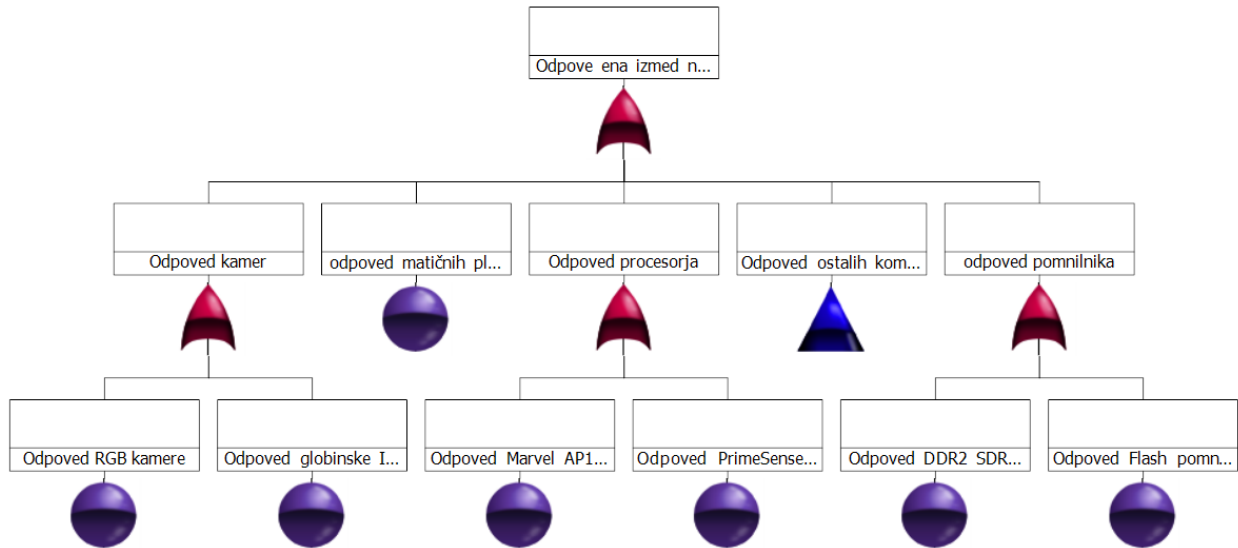 Odpove ena izmed n...
Odpoved kamer
odpoved matičnih pl...
Odpoved procesorja
Odpoved ostalih kom...
odpoved pomnilnika
Odpoved RGB kamere
Odpoved globinske I...
Odpoved Marvel AP1...
Odpoved PrimeSense...
Odpoved DDR2 SDR...
Odpoved Flash pomn...